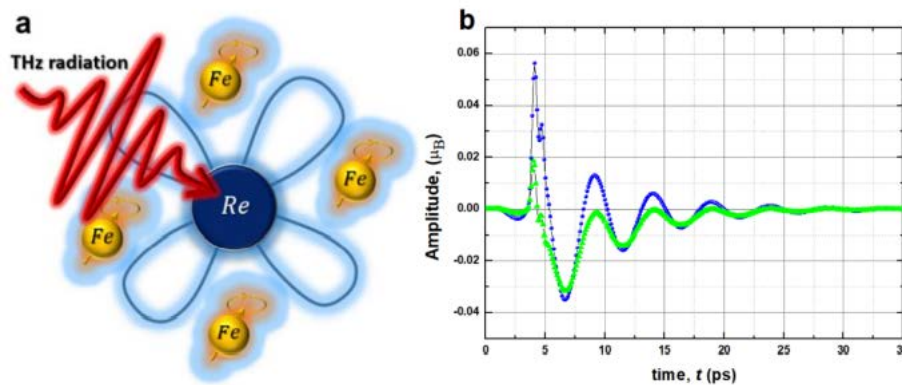 a
THz radiation
Fe
Fe
Re
Fe
Fe
b
Amplitude, (μB)
0.06
0.04
0.02
0.00
-0.02
-0.04
0 5 10 15 20 25 30 35
time, t (ps)